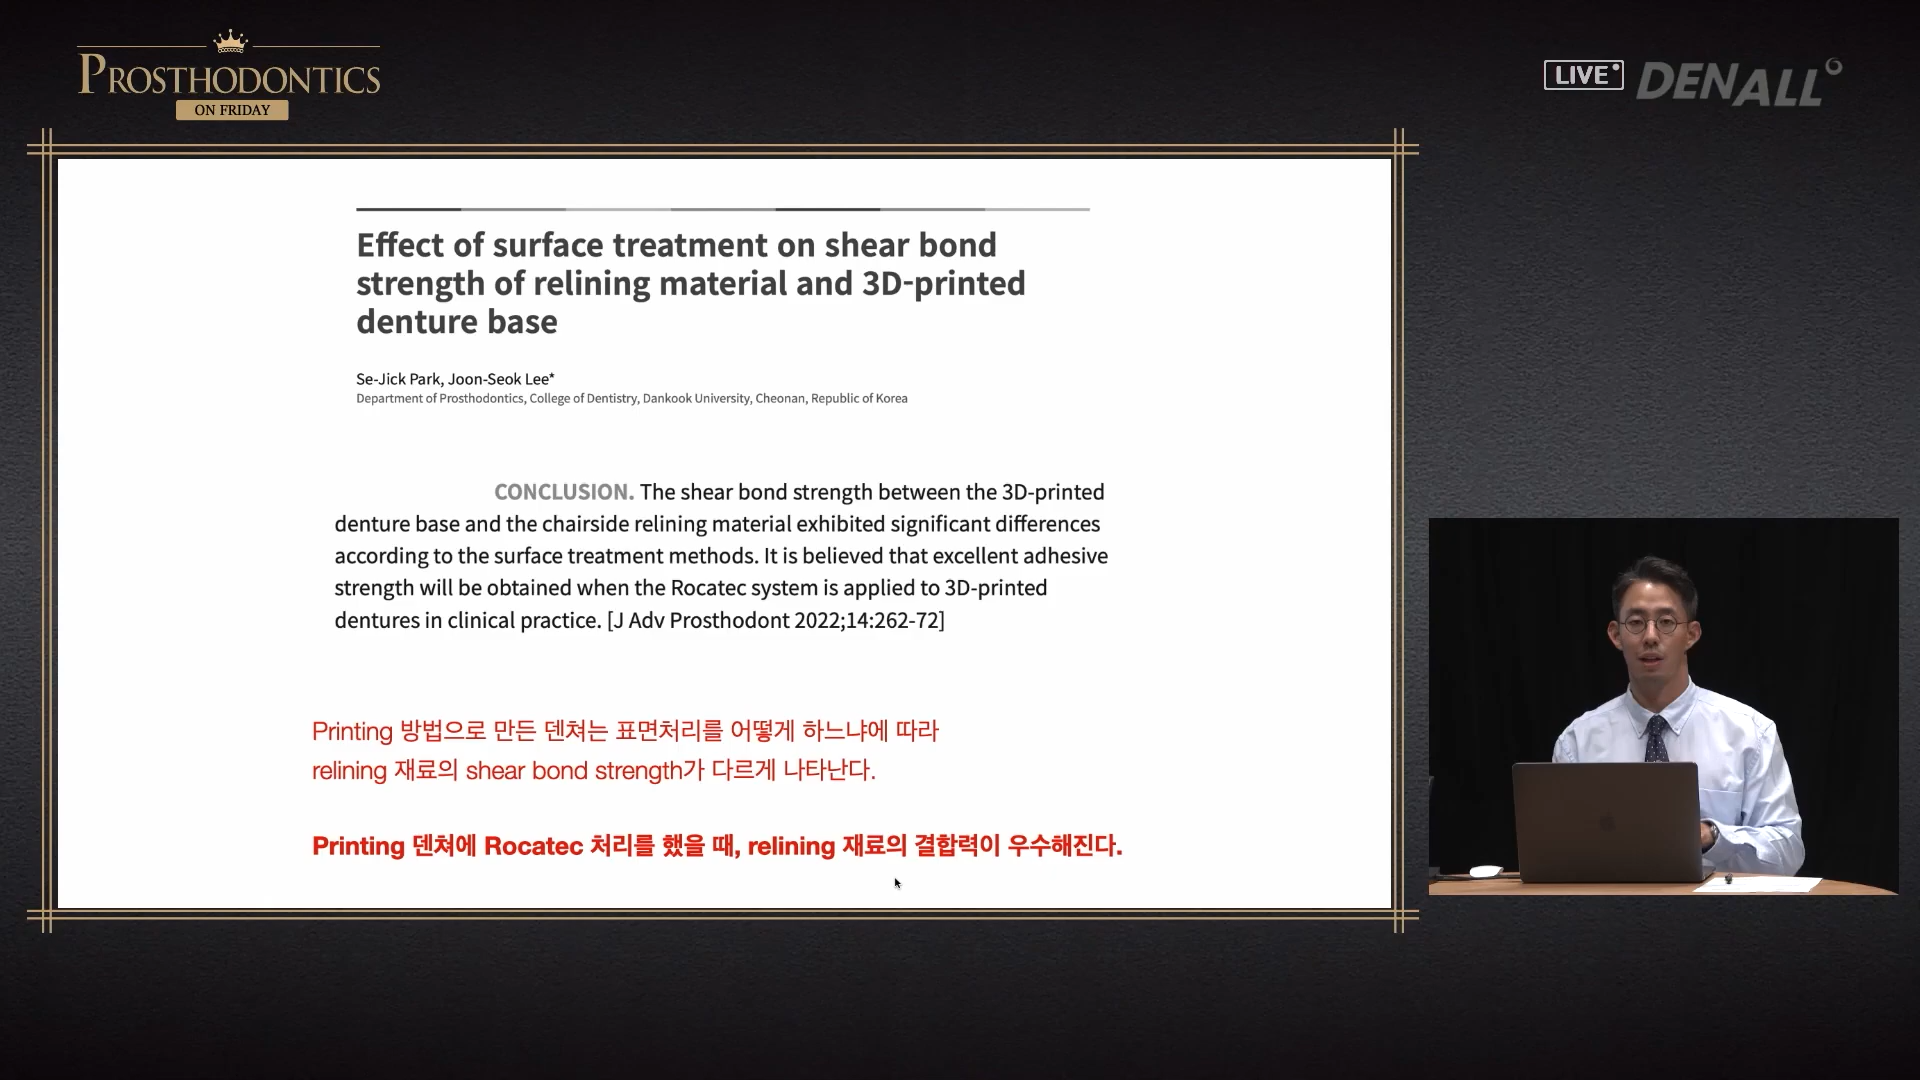 PROSTHODONTICS
ON FRIDAY
LIVE
DENALL
Effect of surface treatment on shear bond
strength of relining material and 3D-printed
denture base
Se-Jick Park, Joon-Seok Lee*
Department of Prosthodontics, College of Dentistry, Dankook University, Cheonan, Republic of Korea
CONCLUSION. The shear bond strength between the 3D-printed
denture base and the chairside relining material exhibited significant differences
according to the surface treatment methods. It is believed that excellent adhesive
strength will be obtained when the Rocatec system is applied to 3D-printed
dentures in clinical practice. [J Adv Prosthodont 2022;14:262-72]
Printing 방법으로 만든 덴쳐는 표면처리를 어떻게 하느냐에 따라
relining 재료의 shear bond strength가 다르게 나타난다.
Printing 덴쳐에 Rocatec 처리를 했을 때, relining 재료의 결합력이 우수해진다.